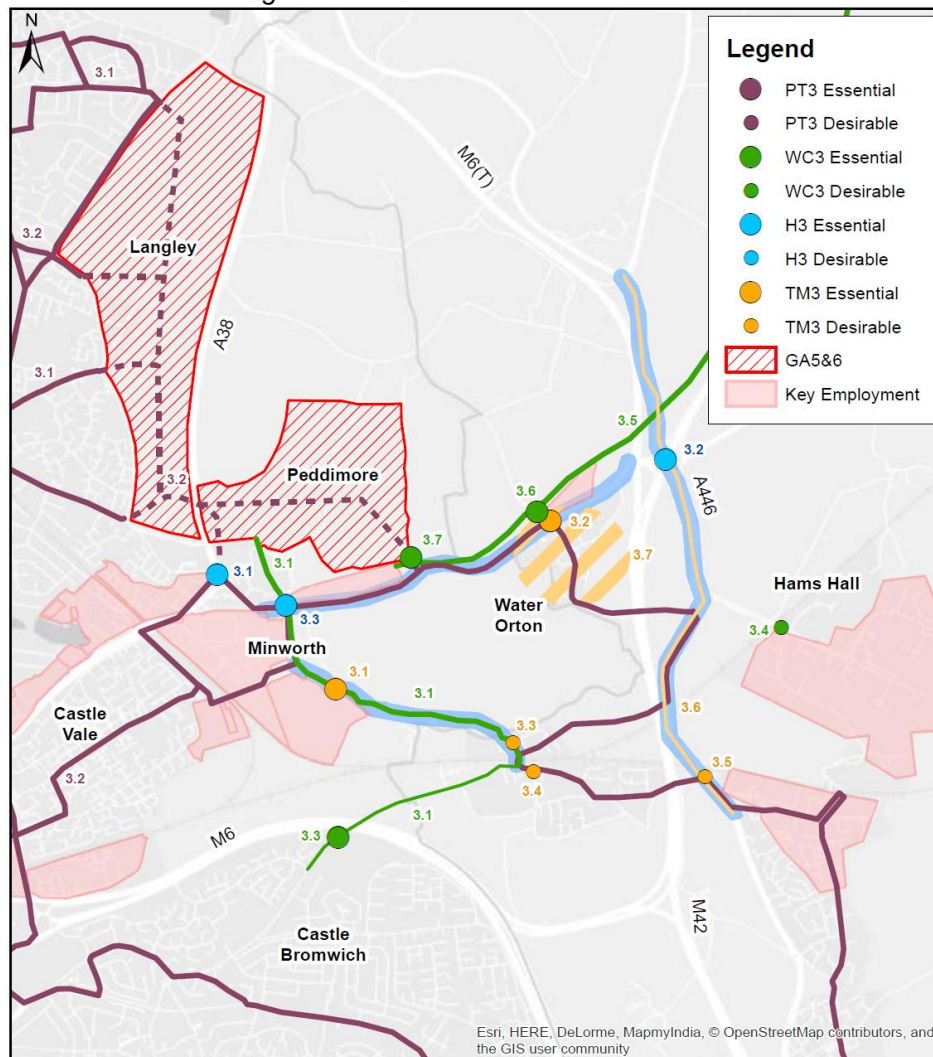 N
Legend
PT3 Essential
PT3 Desirable
WC3 Essential
WC3 Desirable
H3 Essential
H3 Desirable
TM3 Essential
TM3 Desirable
GA5&6
Key Employment
3.1
M6(T)
3.2
Langley
A38
3.1
3.5
3.2
A446
Peddimore
3.2
3.6
3.2
3.7
3.7
3.1
3.1
Hams Hall
Water
Orton
3.4
3.3
Minworth
3.1
3.1
3.6
Castle
Vale
3.3
3.5
3.2
3.4
3.1
M6
3.3
M42
Castle
Bromwich
Esri, HERE, DeLorme, MapmyIndia, © OpenStreetMap contributors, and
the GIS user community